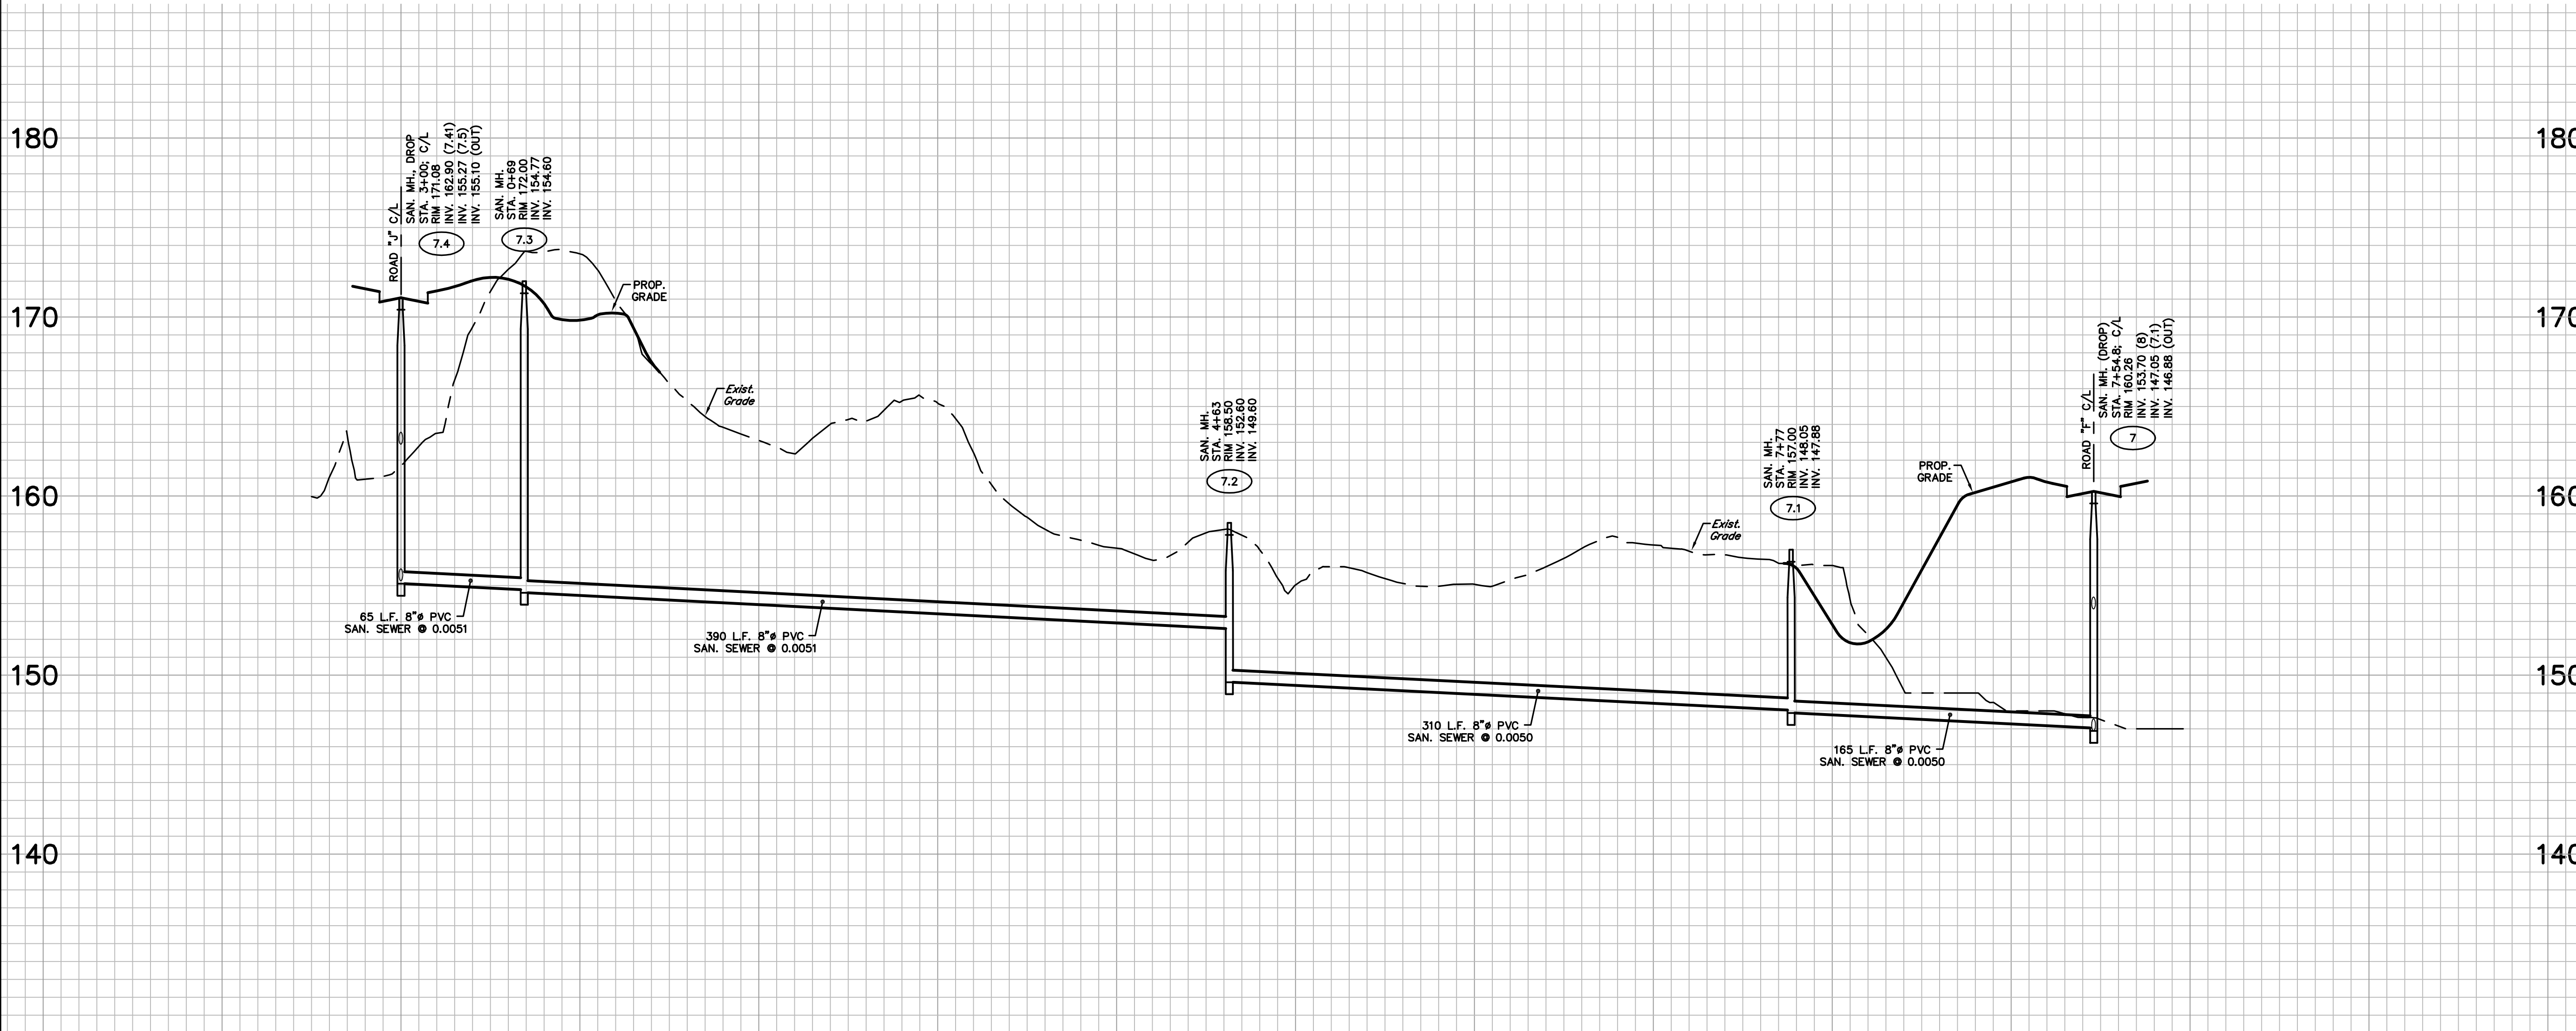 180
180
170
170
160
160
150
150
140
140
ROAD "J" C/L
SAN. MH., DROP
STA. 3+00; C/L
RIM 171.08
INV. 162.90 (7.41)
INV. 155.27 (7.5)
INV. 155.10 (OUT)
7.4
SAN. MH.
STA. 0+69
RIM 172.00
INV. 154.77
INV. 154.60
7.3
PROP.
GRADE
Exist.
Grade
65 L.F. 8"ø PVC
SAN. SEWER @ 0.0051
390 L.F. 8"ø PVC
SAN. SEWER @ 0.0051
SAN. MH.
STA. 4+63
RIM 158.50
INV. 152.60
INV. 149.60
7.2
310 L.F. 8"ø PVC
SAN. SEWER @ 0.0050
Exist.
Grade
SAN. MH.
STA. 7+77
RIM 157.00
INV. 148.05
INV. 147.88
7.1
PROP.
GRADE
165 L.F. 8"ø PVC
SAN. SEWER @ 0.0050
ROAD "F" C/L
SAN. MH. (DROP)
STA. 7+54.8; C/L
RIM 160.26
INV. 153.70 (8)
INV. 147.05 (7.1)
INV. 146.88 (OUT)
7